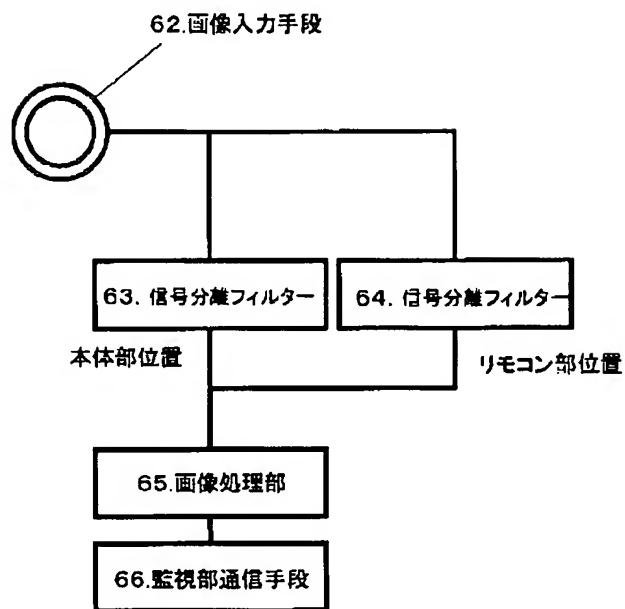 62.画像入力手段
63. 信号分離フィルター
64. 信号分離フィルター
本体部位置
リモコン部位置
65.画像処理部
66.監視部通信手段